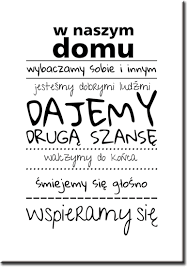 w naszym
domu
wybaczamy sobie i innym
jesteśmy dobrymi ludźmi
DAJEMY
DRUGĄ SZANSĘ
walczymy do końca
śmiejemy się głośno
wspieramy się